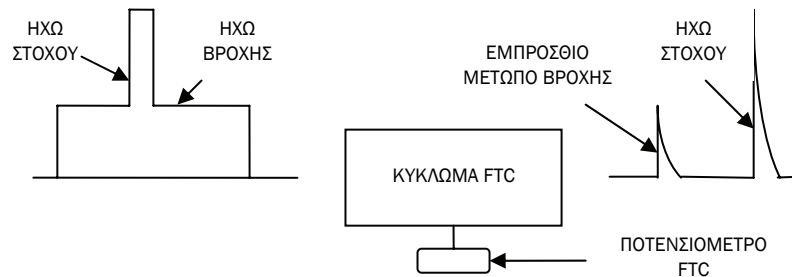 ΗΧΩ
ΣΤΟΧΟΥ
ΗΧΩ
ΒΡΟΧΗΣ
ΕΜΠΡΟΣΘΙΟ
ΜΕΤΩΠΟ ΒΡΟΧΗΣ
ΗΧΩ
ΣΤΟΧΟΥ
ΚΥΚΛΩΜΑ FTC
ΠΟΤΕΝΣΙΟΜΕΤΡΟ
FTC